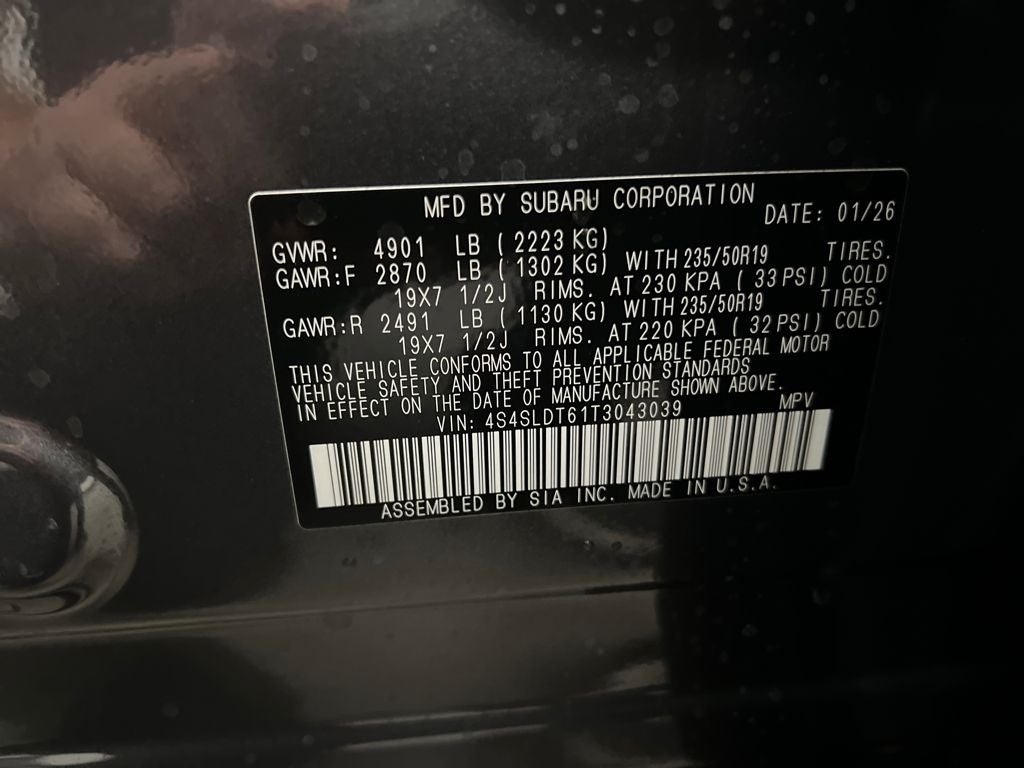 MFD BY SUBARU CORPORATION DATE: 01/26
GVWR: 4901 LB ( 2223 KG)
GAWR:F 2870 LB ( 1302 KG) WITH 235/50R19 TIRES.
19X7 1/2J RIMS. AT 230 KPA ( 33 PSI) COLD
GAWR:R 2491 LB ( 1130 KG) WITH 235/50R19 TIRES.
19X7 1/2J RIMS. AT 220 KPA ( 32 PSI) COLD
THIS VEHICLE CONFORMS TO ALL APPLICABLE FEDERAL MOTOR
VEHICLE SAFETY AND THEFT PREVENTION STANDARDS
IN EFFECT ON THE DATE OF MANUFACTURE SHOWN ABOVE.
VIN: 4S4SLDT61T3043039 MPV
ASSEMBLED BY SIA INC. MADE IN U.S.A.